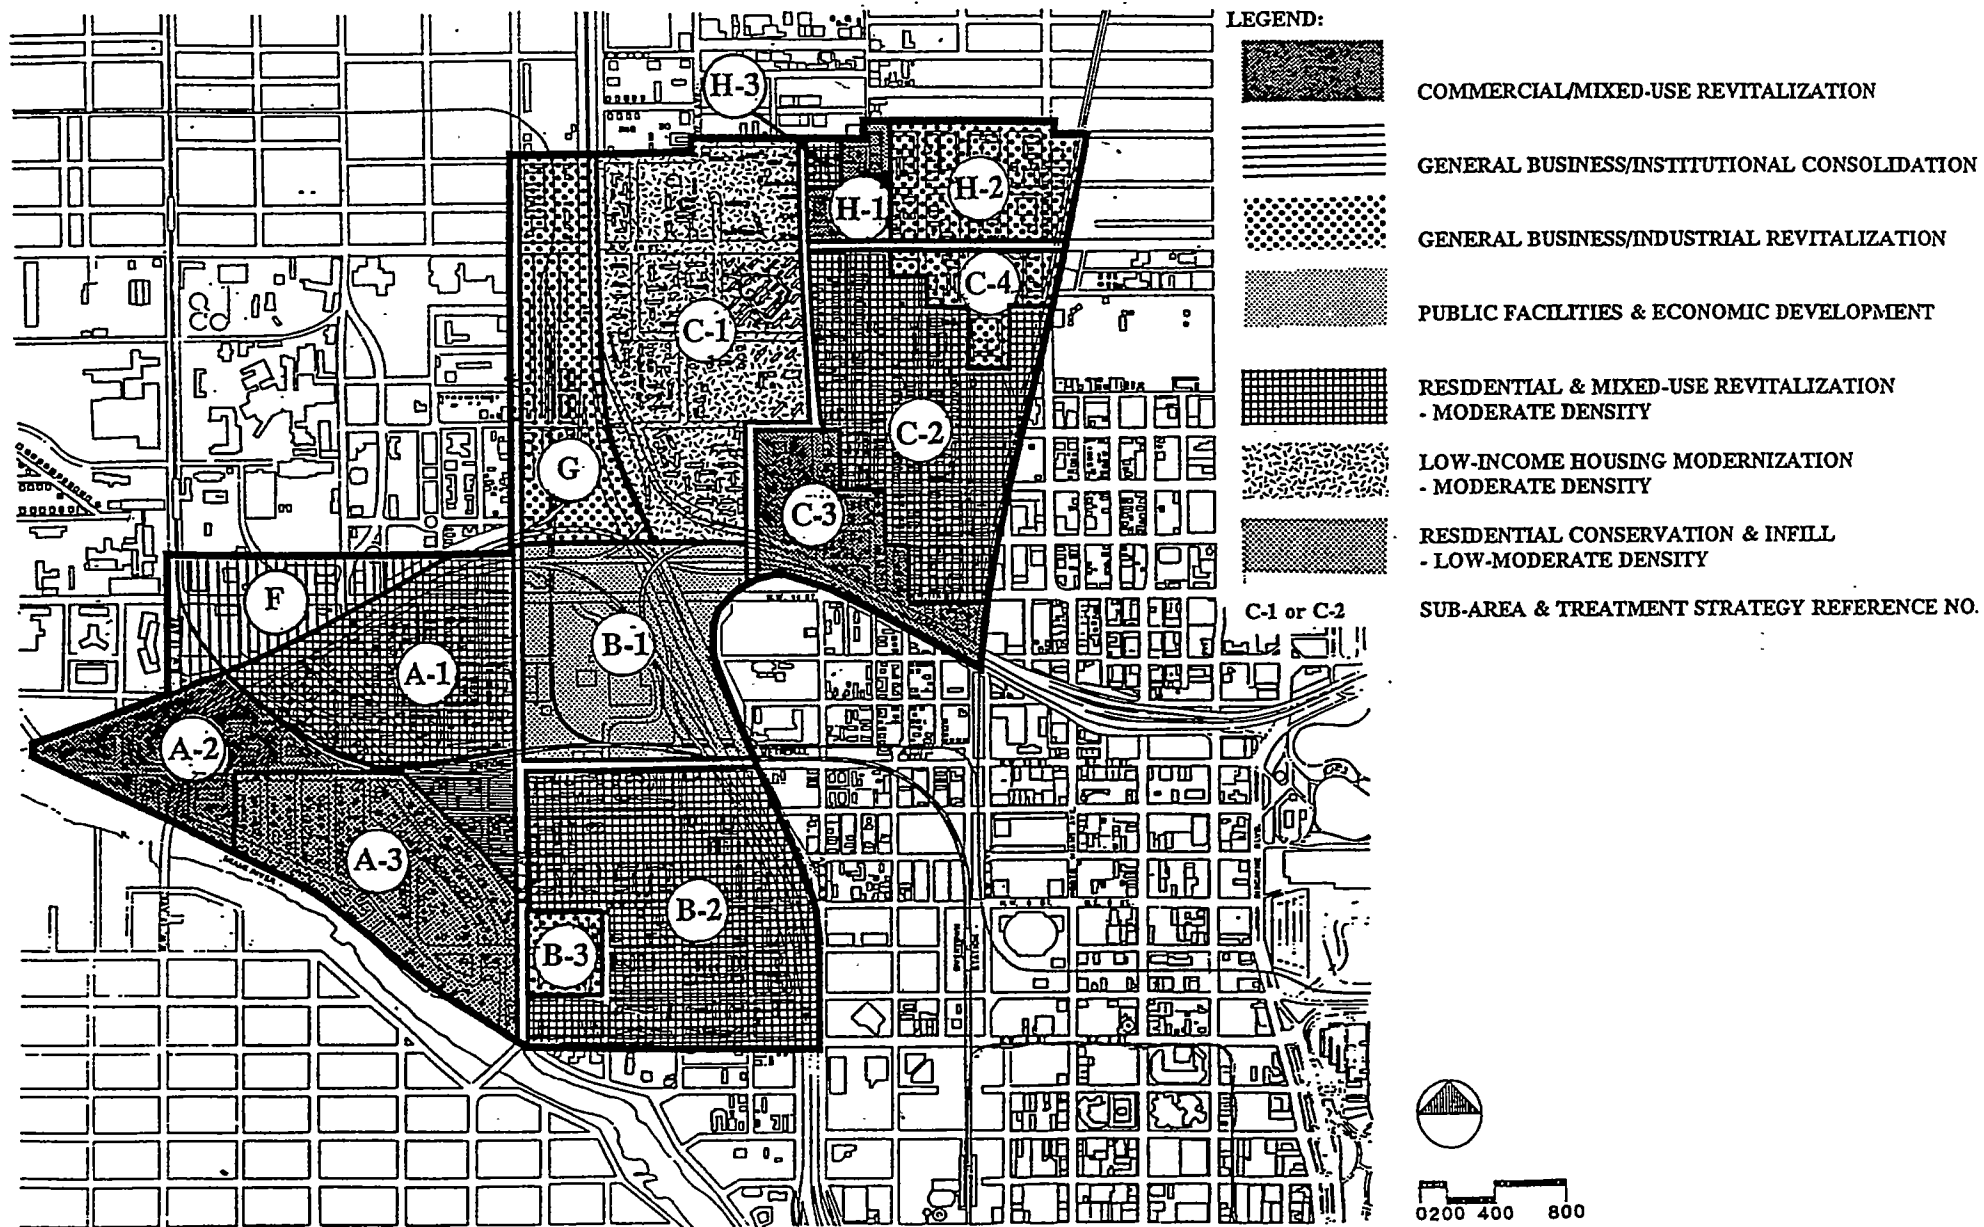 LEGEND:
COMMERCIAL/MIXED-USE REVITALIZATION
GENERAL BUSINESS/INSTITUTIONAL CONSOLIDATION
GENERAL BUSINESS/INDUSTRIAL REVITALIZATION
PUBLIC FACILITIES & ECONOMIC DEVELOPMENT
RESIDENTIAL & MIXED-USE REVITALIZATION
- MODERATE DENSITY
LOW-INCOME HOUSING MODERNIZATION
- MODERATE DENSITY
RESIDENTIAL CONSERVATION & INFILL
- LOW-MODERATE DENSITY
C-1 or C-2 SUB-AREA & TREATMENT STRATEGY REFERENCE NO.
H-3
H-1
H-2
C-4
C-1
C-2
G
C-3
F
B-1
A-1
A-2
A-3
B-2
B-3
0200 400 800